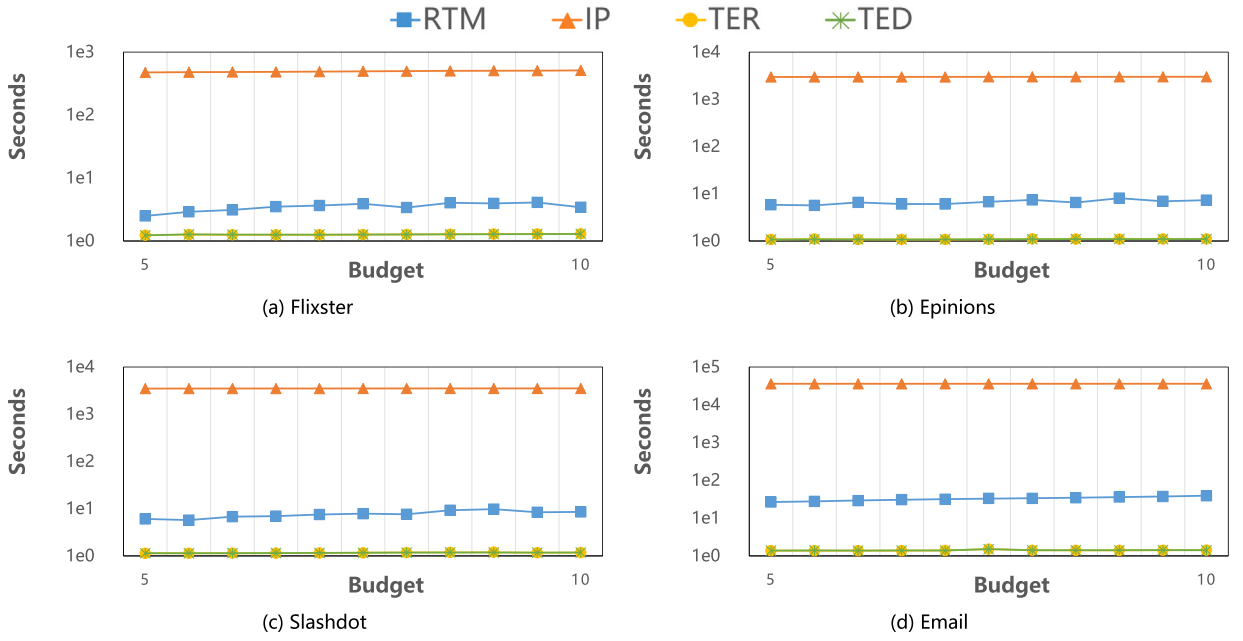 RTM IP TER TED
1e3
1e2
1e1
1e0
Seconds
5 10
Budget
(a) Flixster
1e4
1e3
1e2
1e1
1e0
Seconds
5 10
Budget
(b) Epinions
1e4
1e3
1e2
1e1
1e0
Seconds
5 10
Budget
(c) Slashdot
1e5
1e4
1e3
1e2
1e1
1e0
Seconds
5 10
Budget
(d) Email